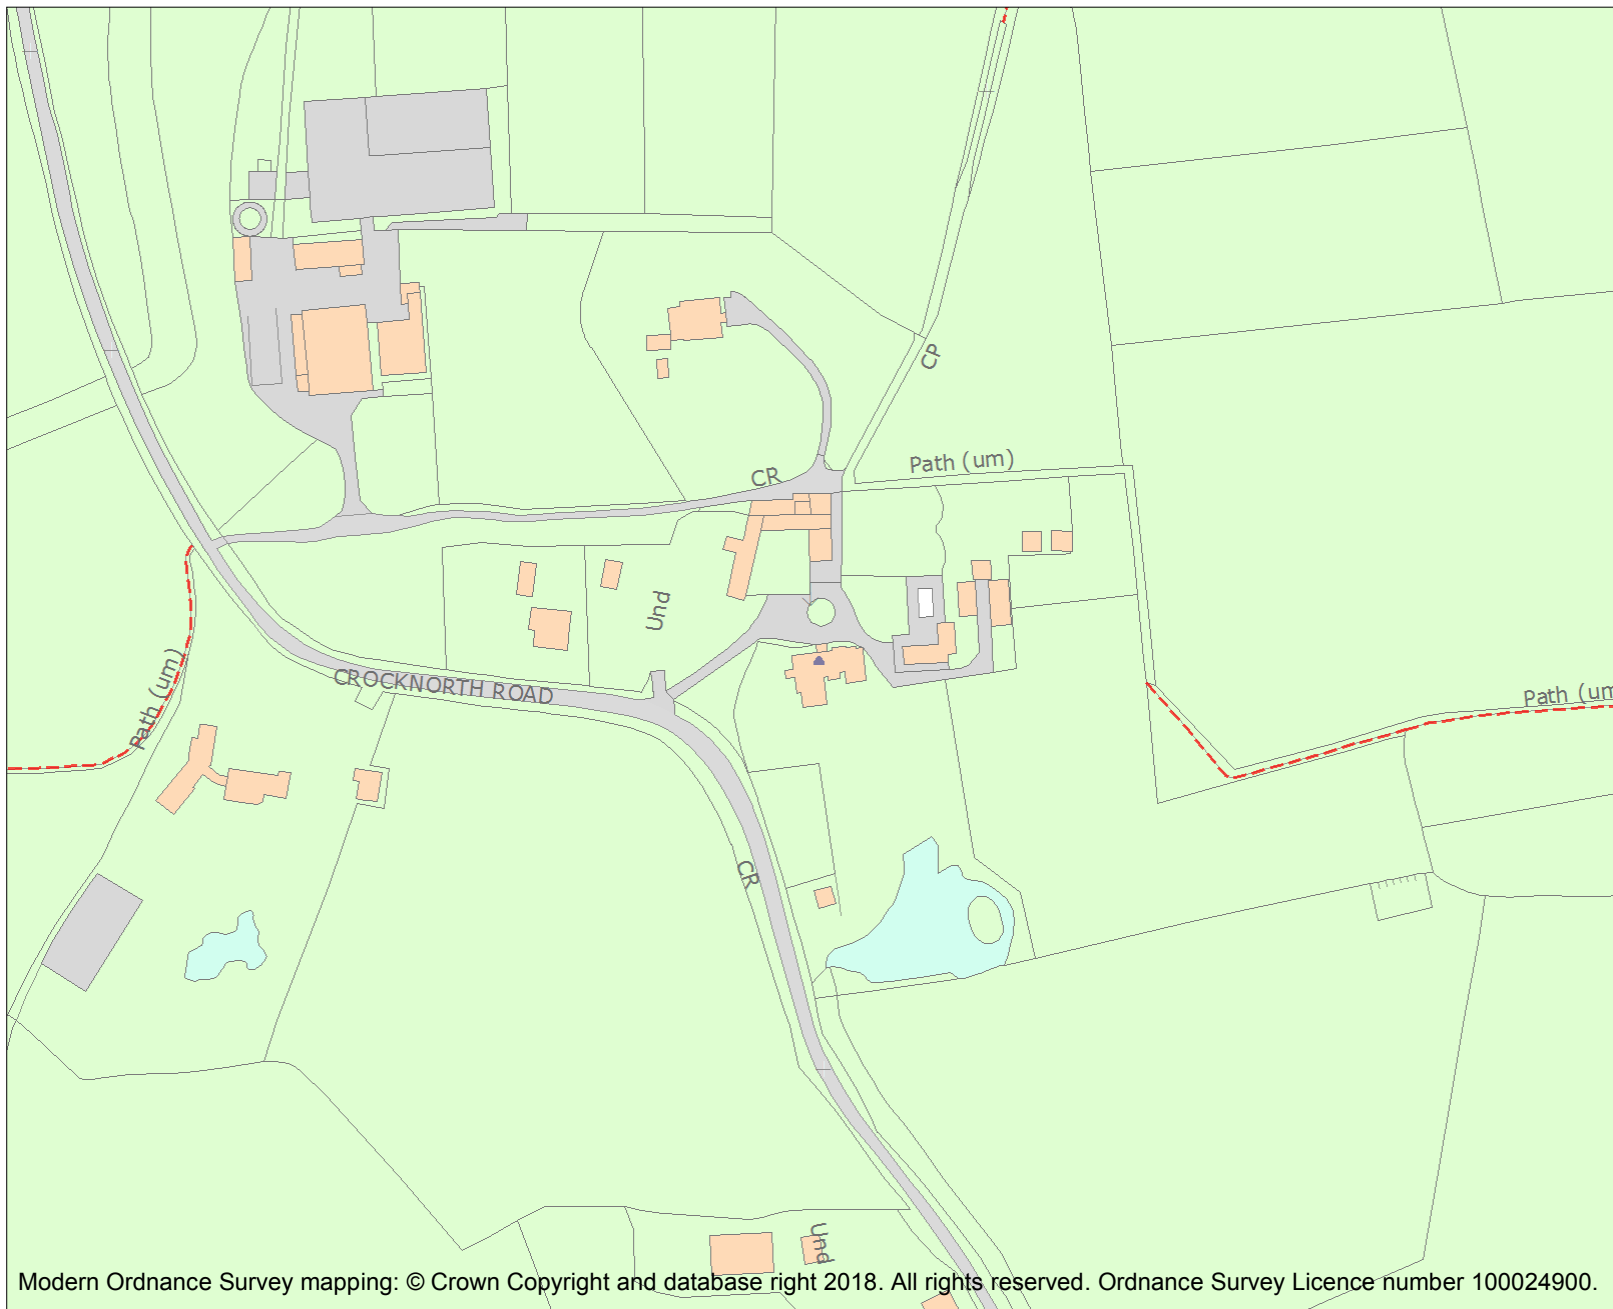 CP
Path (um)
CR
Und
Path (um)
CROCKNORTH ROAD
Path (um
CR
Und
Modern Ordnance Survey mapping: © Crown Copyright and database right 2018. All rights reserved. Ordnance Survey Licence number 100024900.